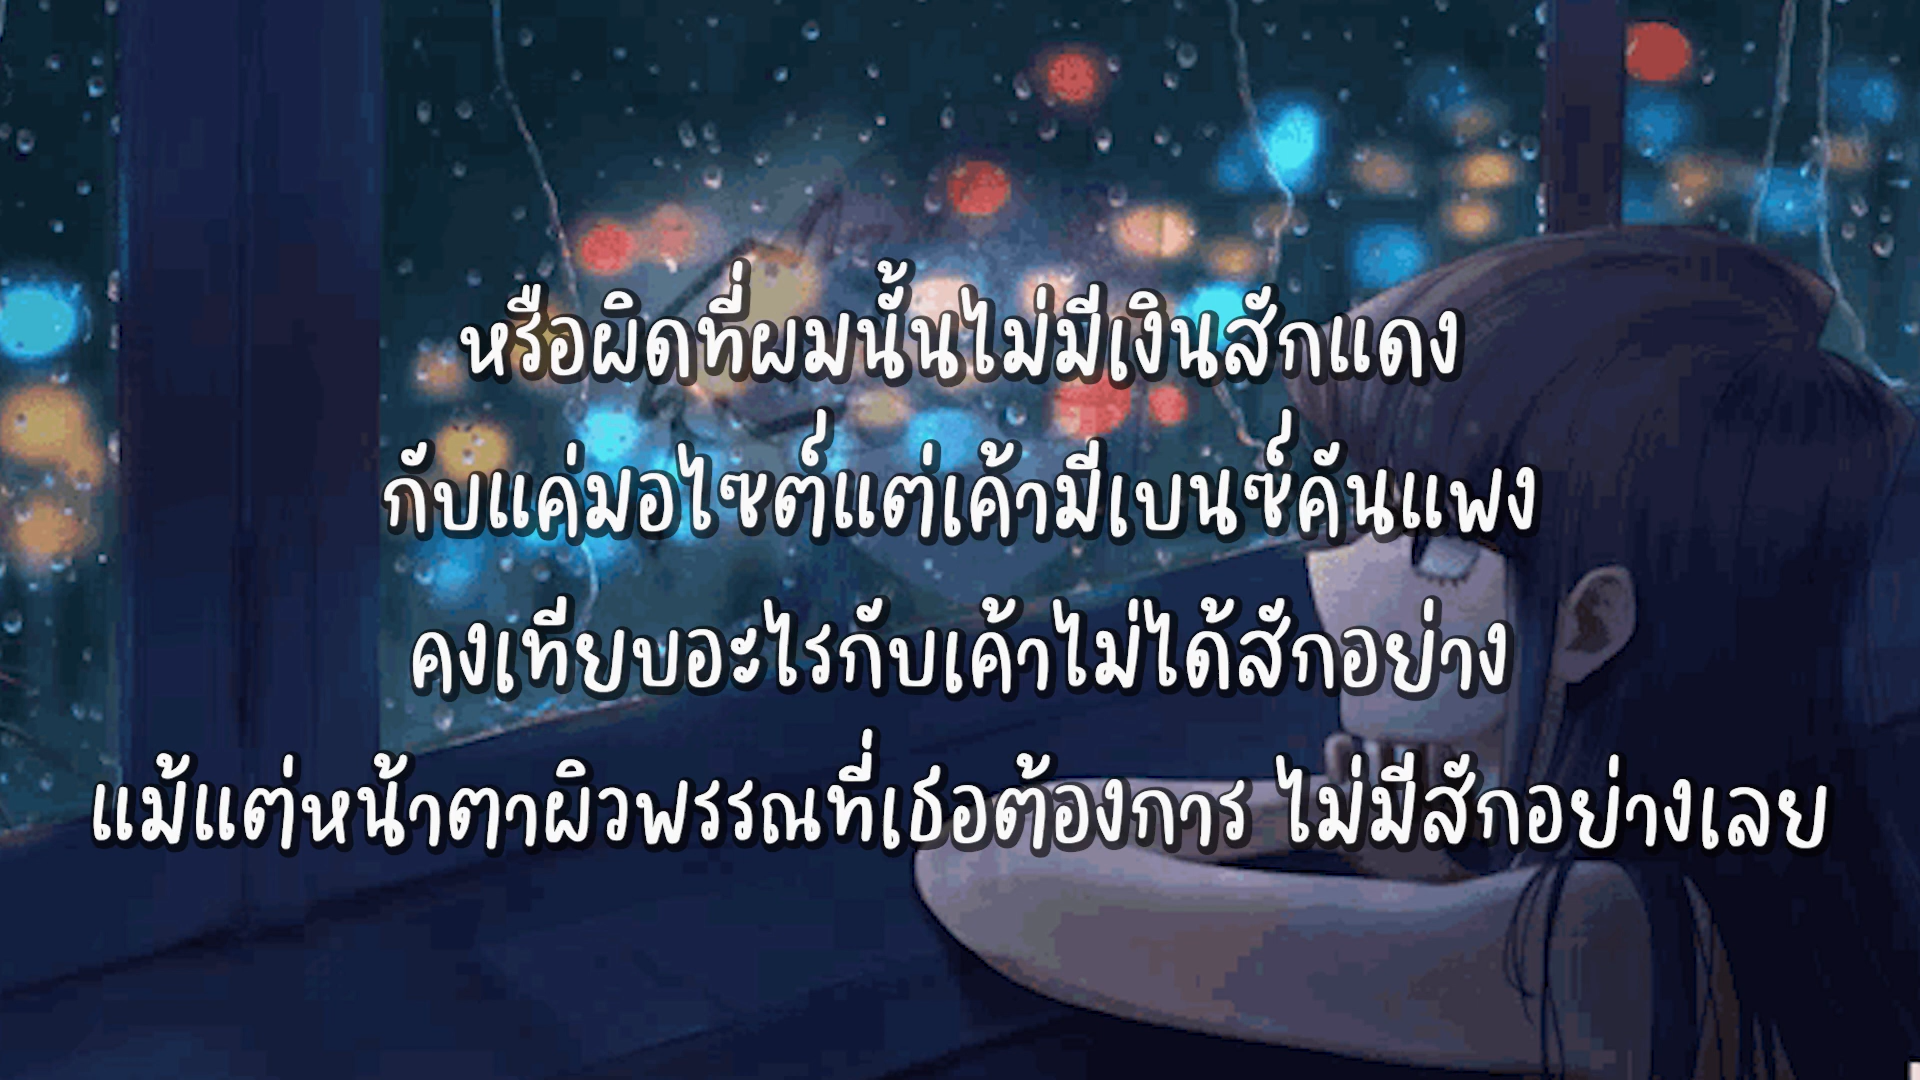 หรือผิดที่ผมนั้นไม่มีเงินสักแดง
กับแค่มอไซต์แต่เค้ามีเบนซ์คันแพง
คงเทียบอะไรกับเค้าไม่ได้สักอย่าง
แม้แต่หน้าตาผิวพรรณที่เธอต้องการ ไม่มีสักอย่างเลย